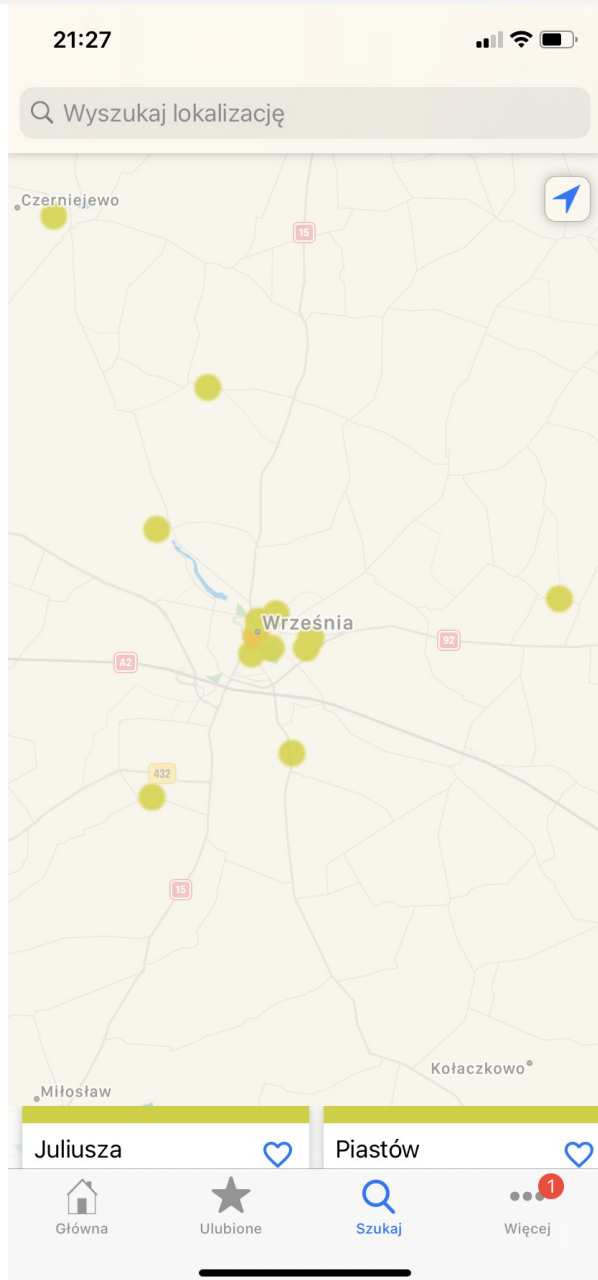 21:27
Wyszukaj lokalizację
Czerniejewo
15
Września
92
A2
432
15
Kołaczkowo
Miłosław
Juliusza
Piastów
1
Główna
Ulubione
Szukaj
Więcej